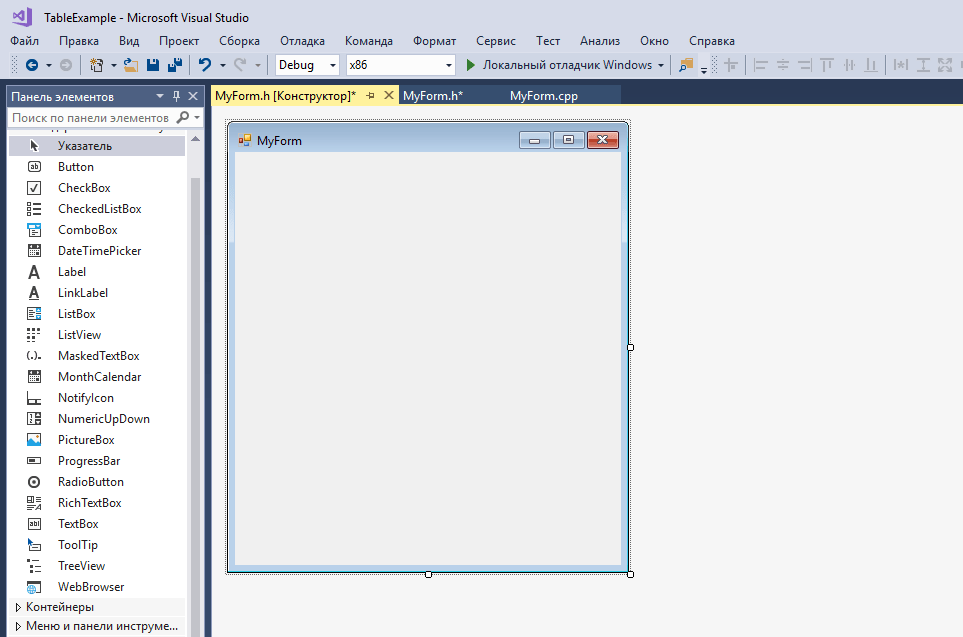 TableExample - Microsoft Visual Studio
Файл Правка Вид Проект Сборка Отладка Команда Формат Сервис Тест Анализ Окно Справка
Debug x86 Локальный отладчик Windows
Панель элементов
MyForm.h [Конструктор]* MyForm.h* MyForm.cpp
Поиск по панели элементов
MyForm
Указатель
Button
CheckBox
CheckedListBox
ComboBox
DateTimePicker
Label
LinkLabel
ListBox
ListView
MaskedTextBox
MonthCalendar
NotifyIcon
NumericUpDown
PictureBox
ProgressBar
RadioButton
RichTextBox
TextBox
ToolTip
TreeView
WebBrowser
Контейнеры
Меню и панели инструме...